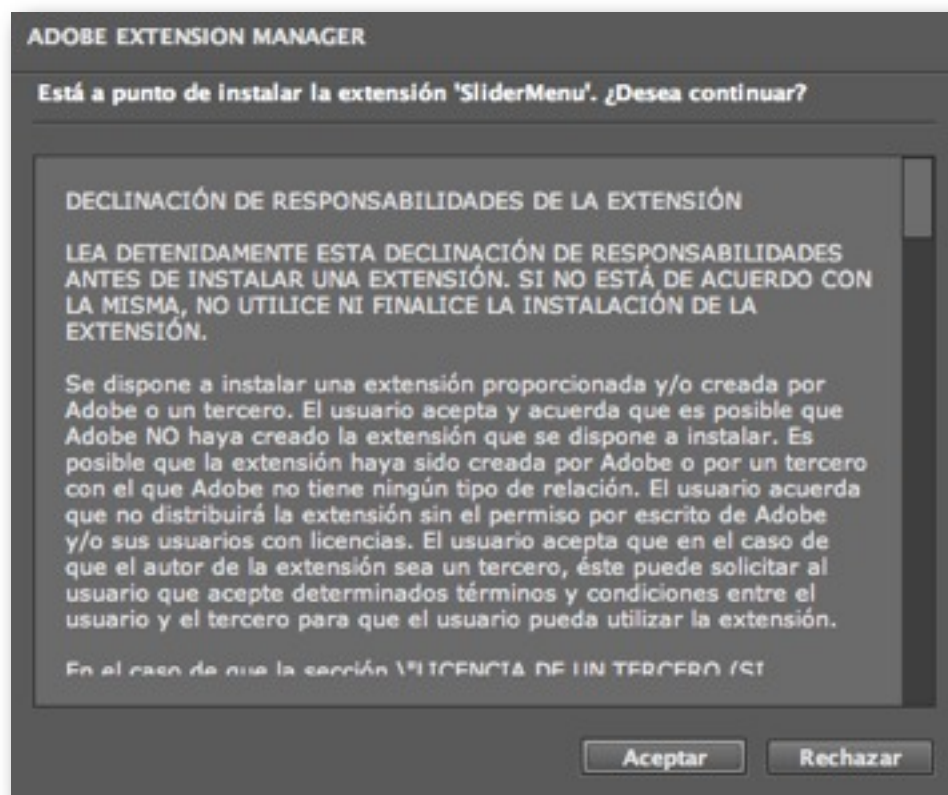 ADOBE EXTENSION MANAGER
Está a punto de instalar la extensión 'SliderMenu'. ¿Desea continuar?
DECLINACIÓN DE RESPONSABILIDADES DE LA EXTENSIÓN
LEA DETENIDAMENTE ESTA DECLINACIÓN DE RESPONSABILIDADES
ANTES DE INSTALAR UNA EXTENSIÓN. SI NO ESTÁ DE ACUERDO CON
LA MISMA, NO UTILICE NI FINALICE LA INSTALACIÓN DE LA
EXTENSIÓN.
Se dispone a instalar una extensión proporcionada y/o creada por
Adobe o un tercero. El usuario acepta y acuerda que es posible que
Adobe NO haya creado la extensión que se dispone a instalar. Es
posible que la extensión haya sido creada por Adobe o por un tercero
con el que Adobe no tiene ningún tipo de relación. El usuario acuerda
que no distribuirá la extensión sin el permiso por escrito de Adobe
y/o sus usuarios con licencias. El usuario acepta que en el caso de
que el autor de la extensión sea un tercero, éste puede solicitar al
usuario que acepte determinados términos y condiciones entre el
usuario y el tercero para que el usuario pueda utilizar la extensión.
En el caso de que la sección \"LICENCIA DE UN TERCERO (SI
Aceptar
Rechazar